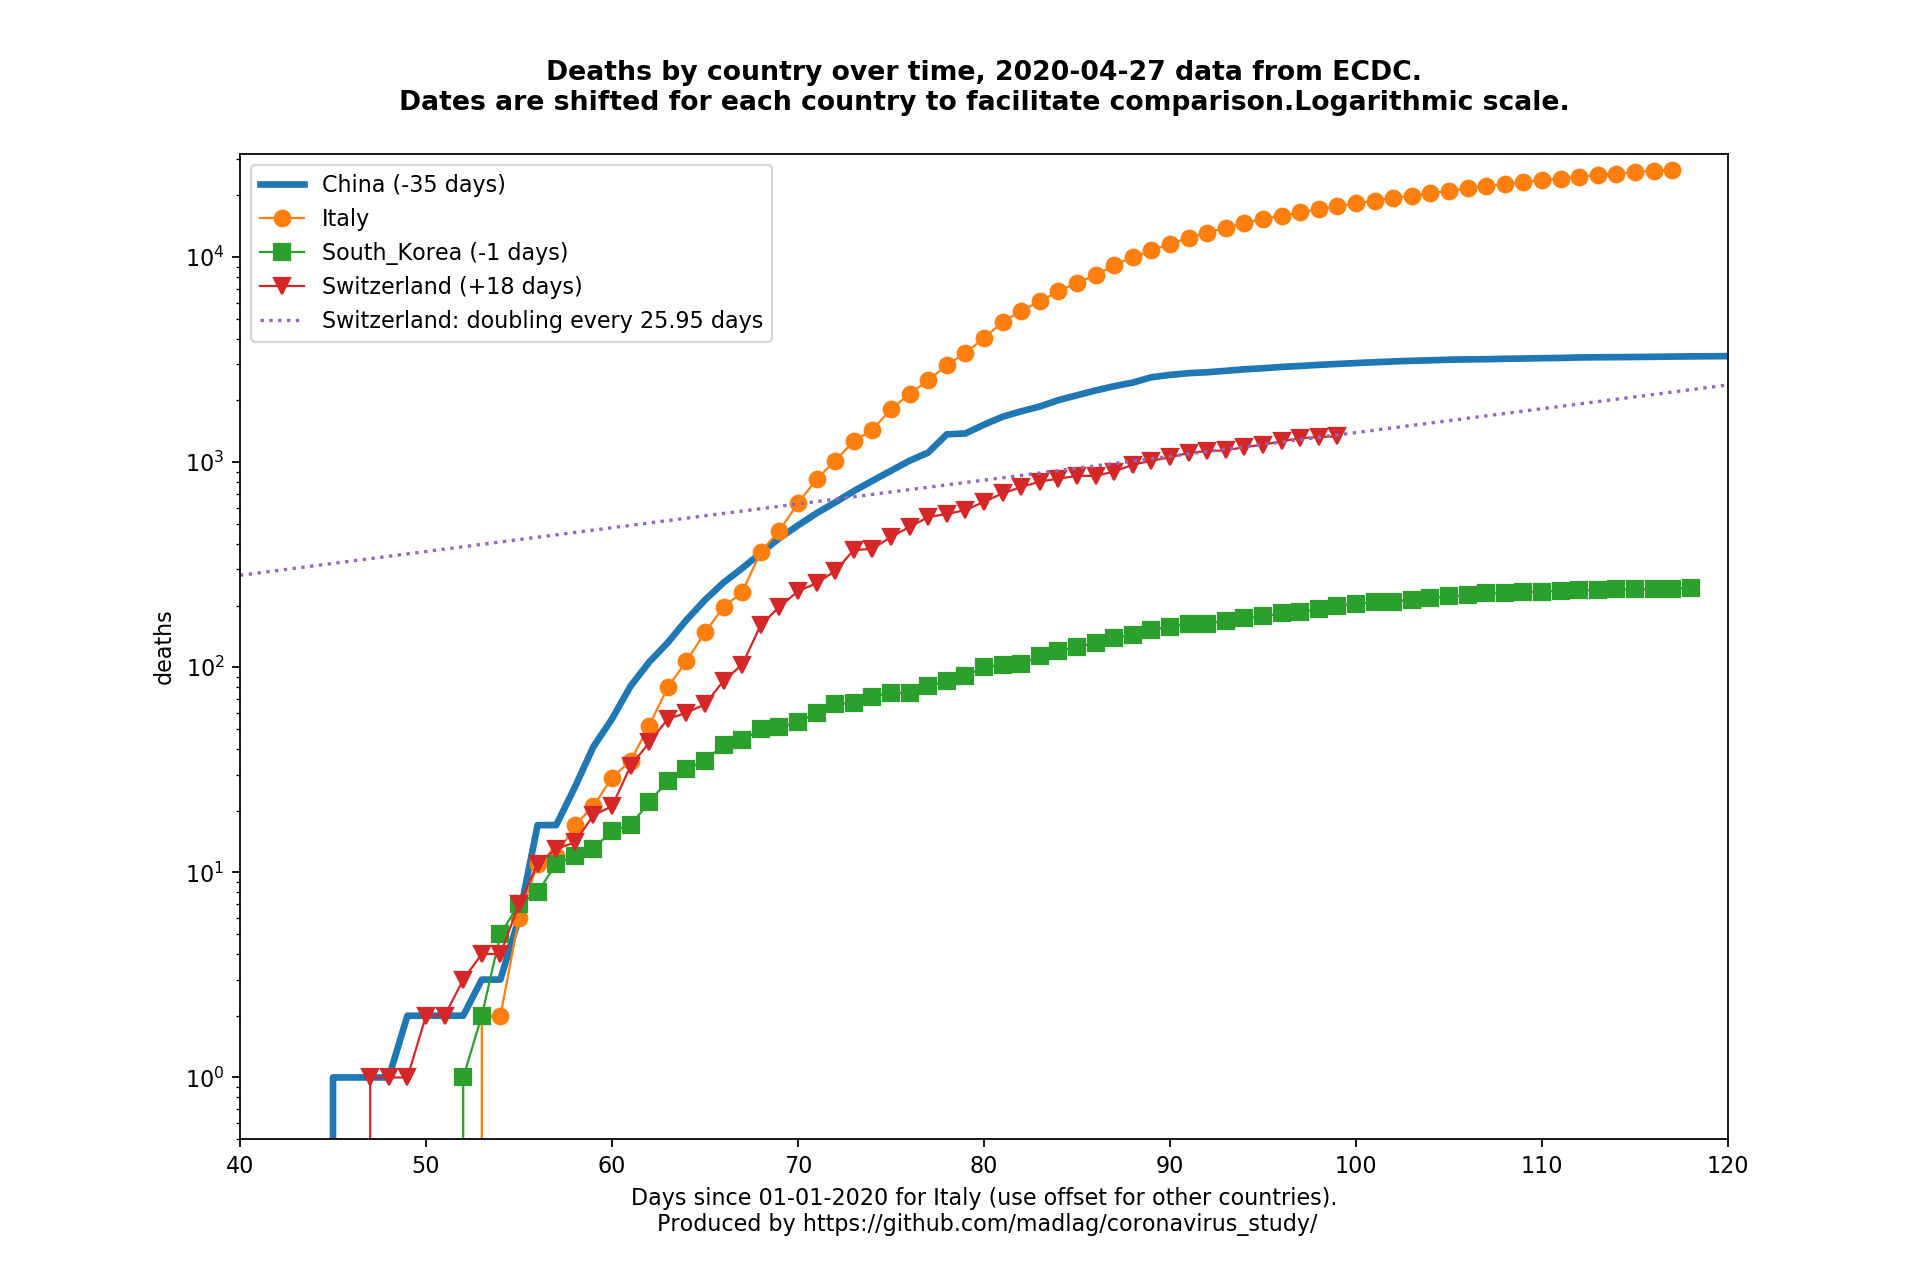 Deaths by country over time, 2020-04-27 data from ECDC.
Dates are shifted for each country to facilitate comparison.Logarithmic scale.
China (-35 days)
Italy
South_Korea (-1 days)
Switzerland (+18 days)
Switzerland: doubling every 25.95 days
10^4
10^3
10^2
10^1
10^0
deaths
40 50 60 70 80 90 100 110 120
Days since 01-01-2020 for Italy (use offset for other countries).
Produced by https://github.com/madlag/coronavirus_study/